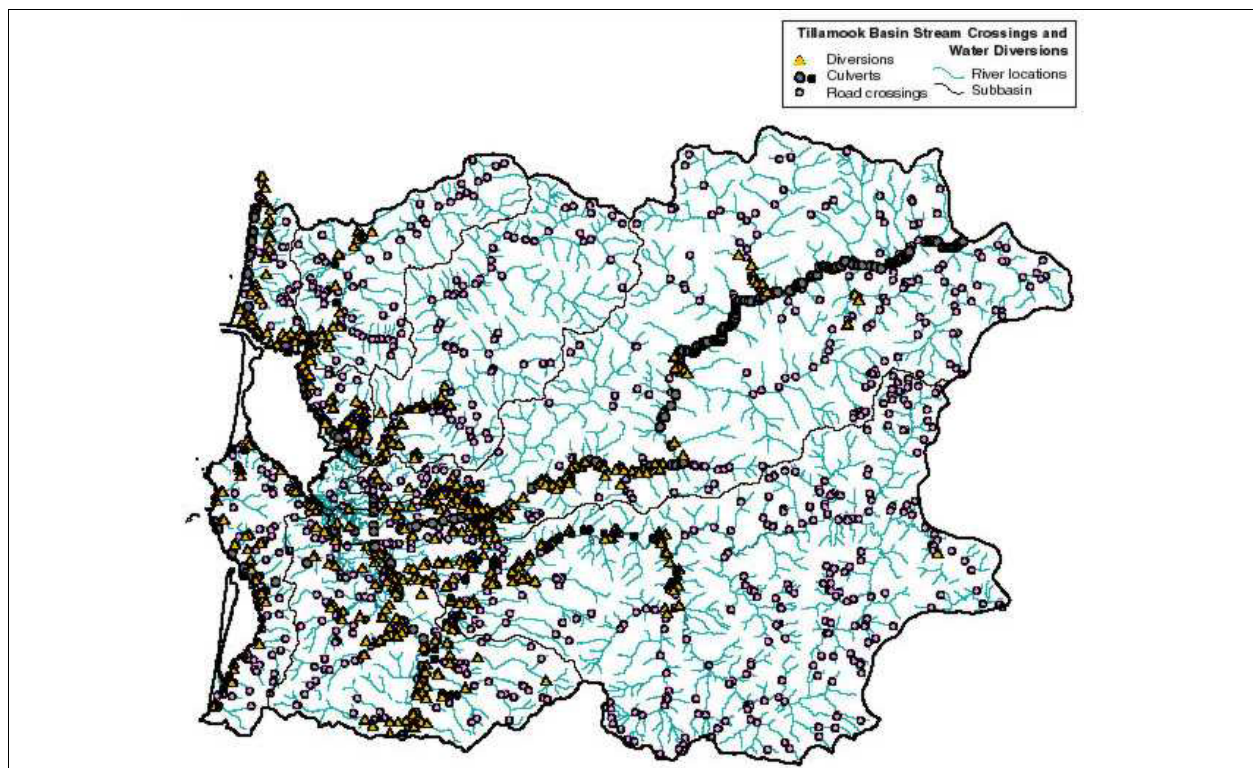 Tillamook Basin Stream Crossings and
Water Diversions
Diversions
Culverts
Road crossings
River locations
Subbasin